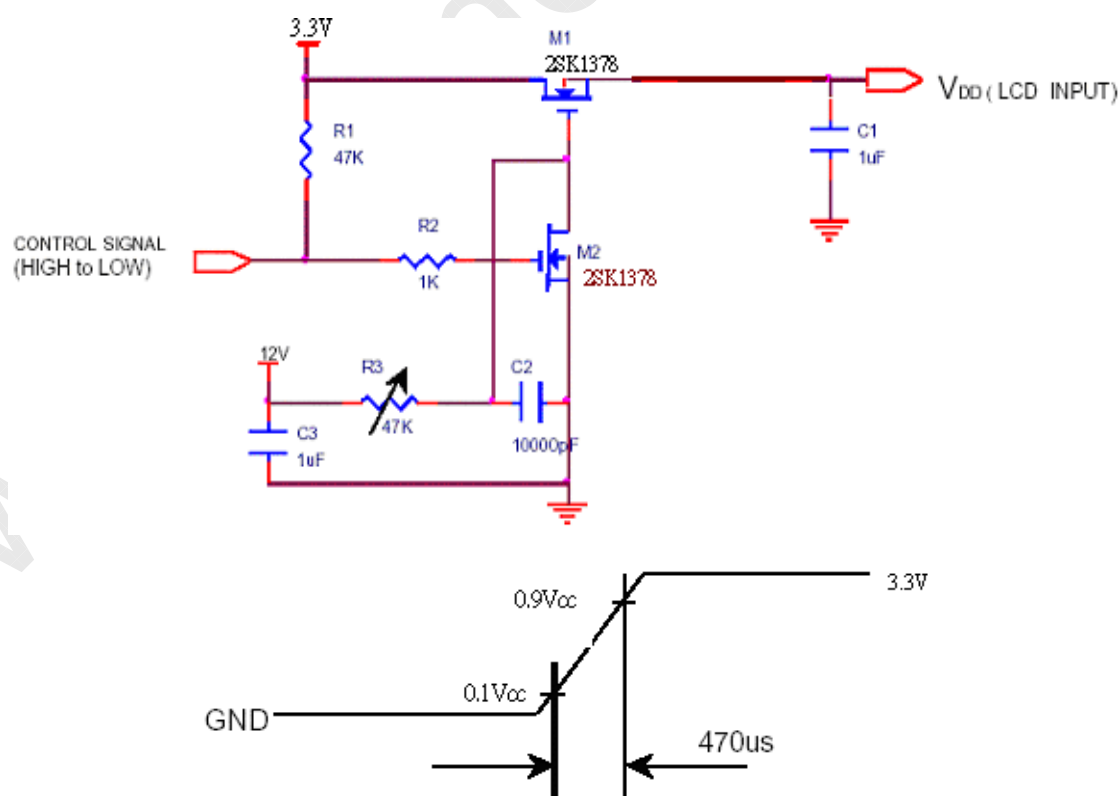 3.3V
M1
2SK1378
VDD ( LCD INPUT)
R1
47K
C1
1uF
R2
1K
CONTROL SIGNAL
(HIGH to LOW)
M2
2SK1378
12V
R3
47K
C2
10000pF
C3
1uF
0.9Vcc
3.3V
0.1Vcc
GND
470us